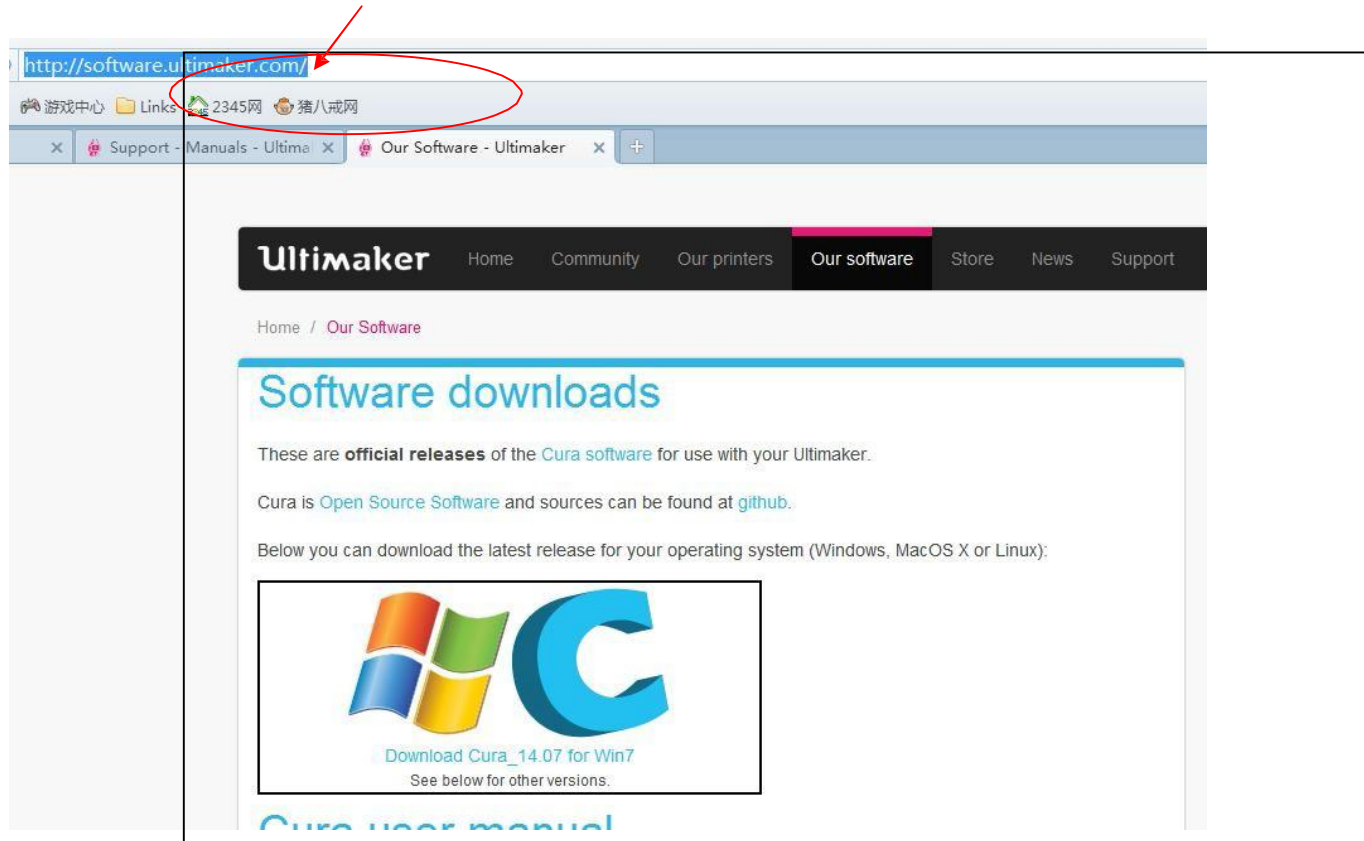 http://software.ultimaker.com/
游戏中心 Links 2345网 猪八戒网
Support - Manuals - Ultima Our Software - Ultimaker
Ultimaker Home Community Our printers Our software Store News Support
Home / Our Software
Software downloads
These are official releases of the Cura software for use with your Ultimaker.
Cura is Open Source Software and sources can be found at github.
Below you can download the latest release for your operating system (Windows, MacOS X or Linux):
Download Cura_14.07 for Win7
See below for other versions.
Cura user manual